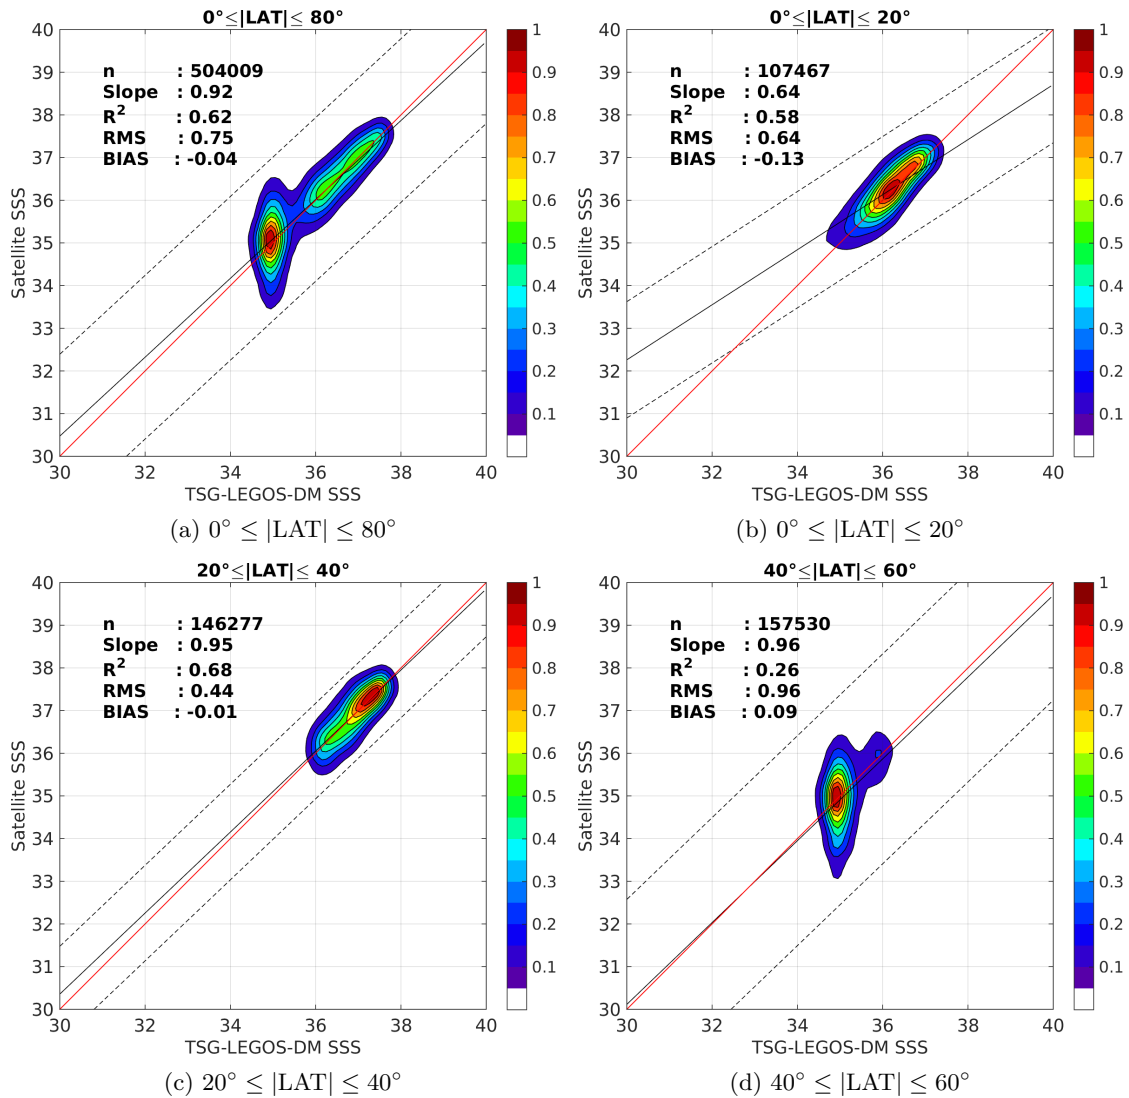 0°≤|LAT|≤ 80°
n : 504009
Slope : 0.92
R² : 0.62
RMS : 0.75
BIAS : -0.04
Satellite SSS
40
39
38
37
36
35
34
33
32
31
30
30 32 34 36 38 40
TSG-LEGOS-DM SSS
1
0.9
0.8
0.7
0.6
0.5
0.4
0.3
0.2
0.1
(a) 0° ≤ |LAT| ≤ 80°
0°≤|LAT|≤ 20°
n : 107467
Slope : 0.64
R² : 0.58
RMS : 0.64
BIAS : -0.13
Satellite SSS
40
39
38
37
36
35
34
33
32
31
30
30 32 34 36 38 40
TSG-LEGOS-DM SSS
1
0.9
0.8
0.7
0.6
0.5
0.4
0.3
0.2
0.1
(b) 0° ≤ |LAT| ≤ 20°
20°≤|LAT|≤ 40°
n : 146277
Slope : 0.95
R² : 0.68
RMS : 0.44
BIAS : -0.01
Satellite SSS
40
39
38
37
36
35
34
33
32
31
30
30 32 34 36 38 40
TSG-LEGOS-DM SSS
1
0.9
0.8
0.7
0.6
0.5
0.4
0.3
0.2
0.1
(c) 20° ≤ |LAT| ≤ 40°
40°≤|LAT|≤ 60°
n : 157530
Slope : 0.96
R² : 0.26
RMS : 0.96
BIAS : 0.09
Satellite SSS
40
39
38
37
36
35
34
33
32
31
30
30 32 34 36 38 40
TSG-LEGOS-DM SSS
1
0.9
0.8
0.7
0.6
0.5
0.4
0.3
0.2
0.1
(d) 40° ≤ |LAT| ≤ 60°